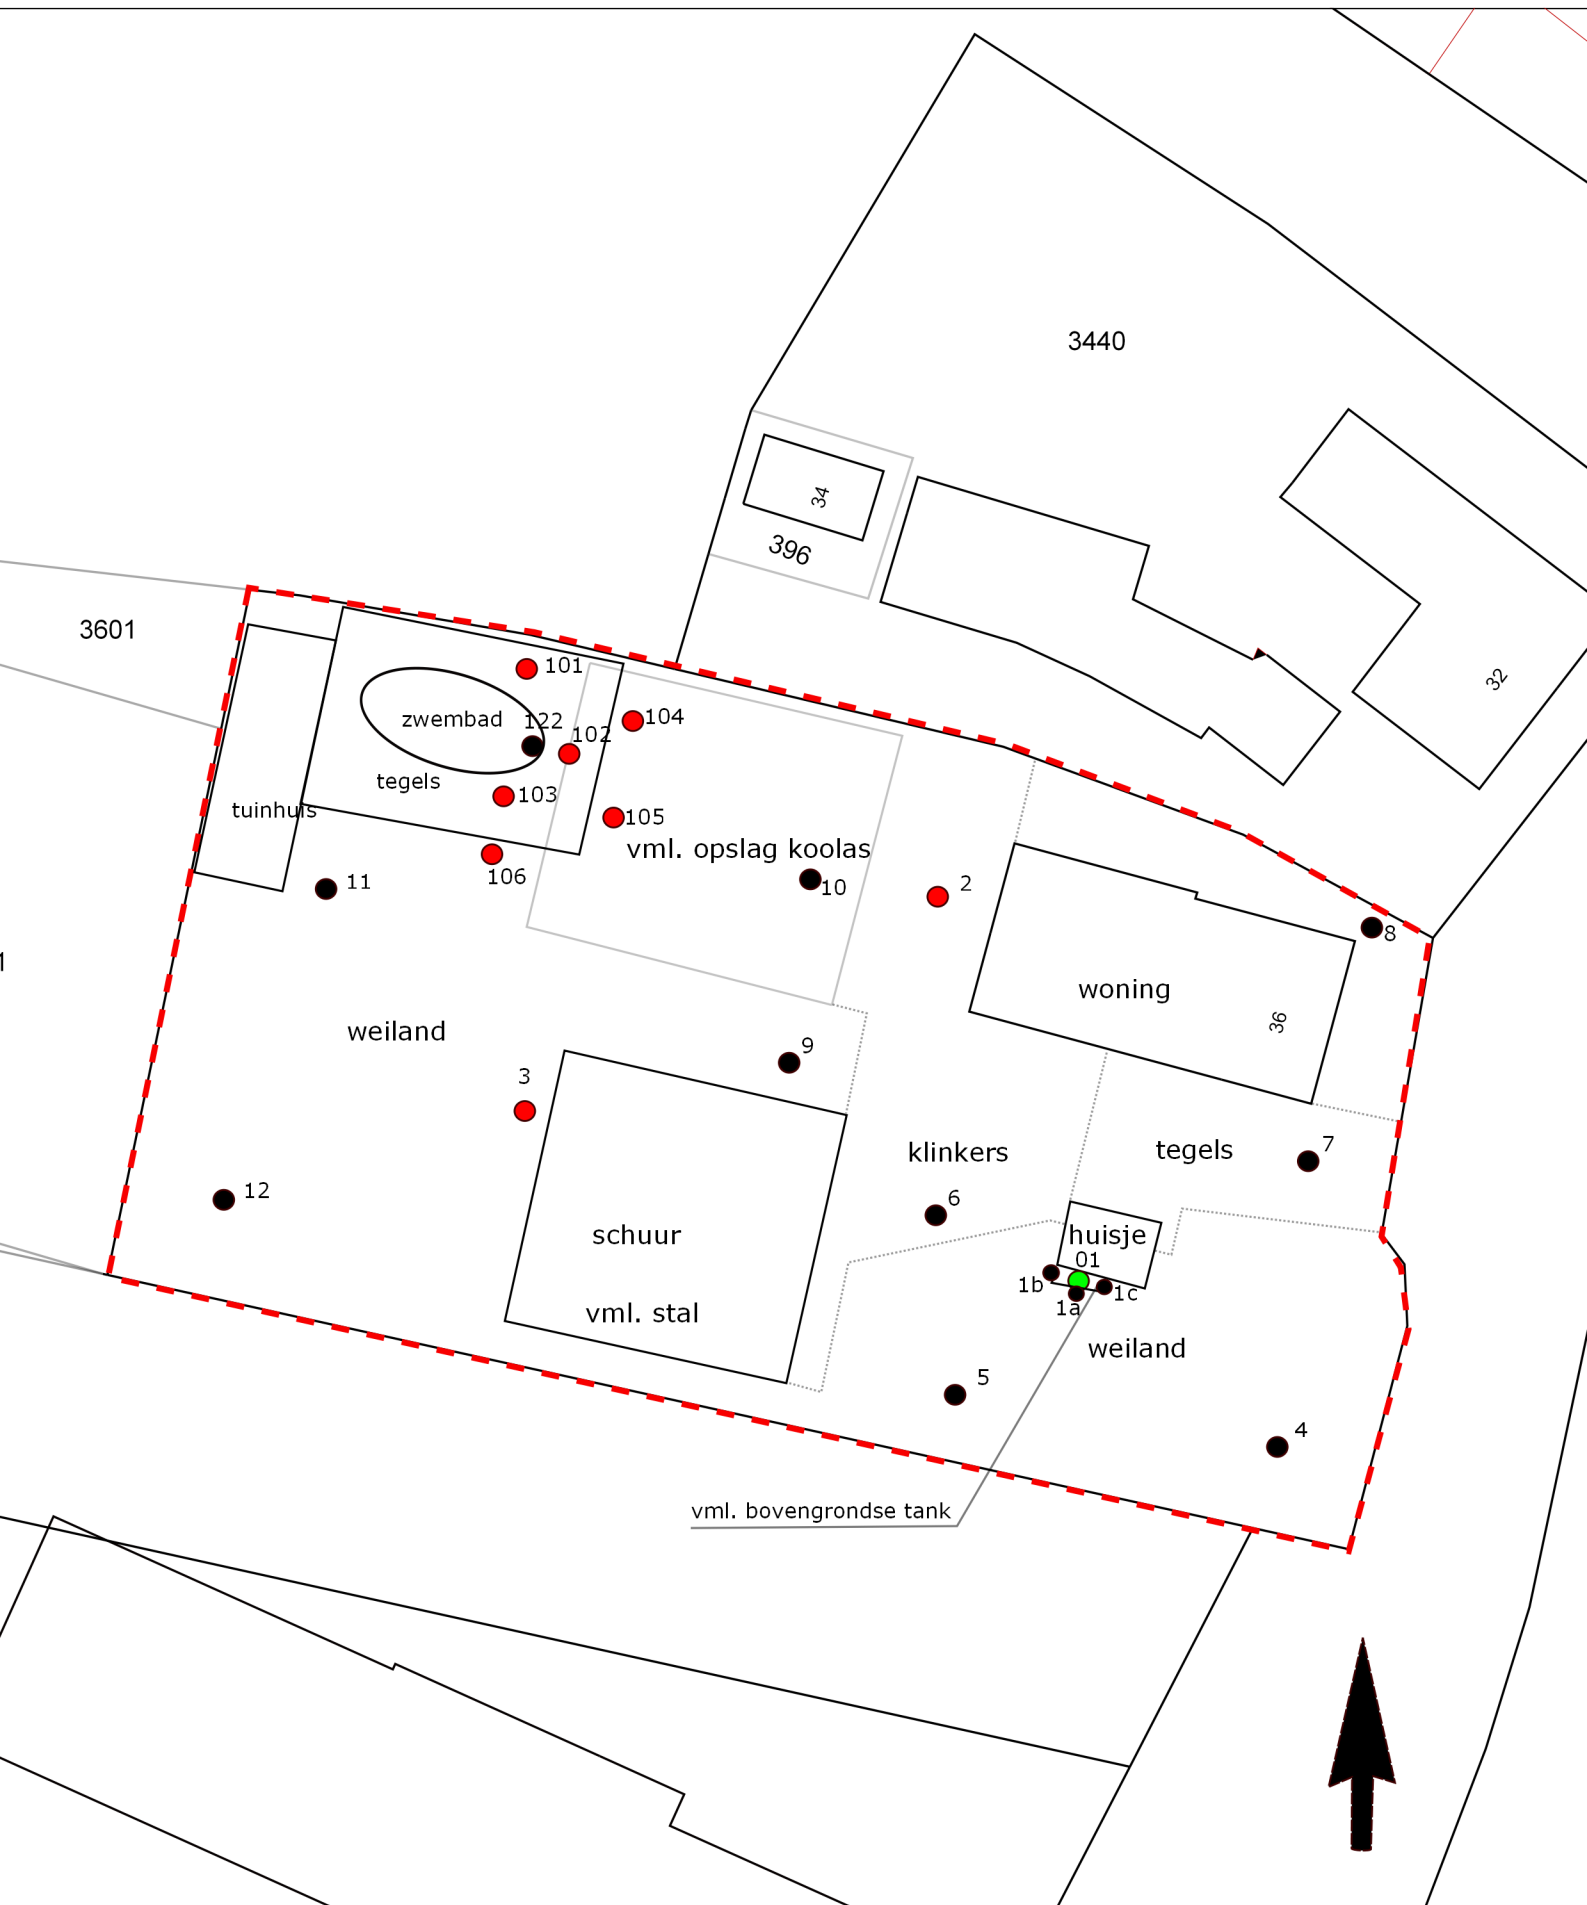 3440
34
396
3601
32
101
104
zwembad
122
102
tegels
103
tuinhuis
105
vml. opslag koolas
106
11
10
2
8
1
woning
36
weiland
9
3
klinkers
tegels
7
12
6
schuur
huisje
01
1b
1c
1a
vml. stal
weiland
5
4
vml. bovengrondse tank